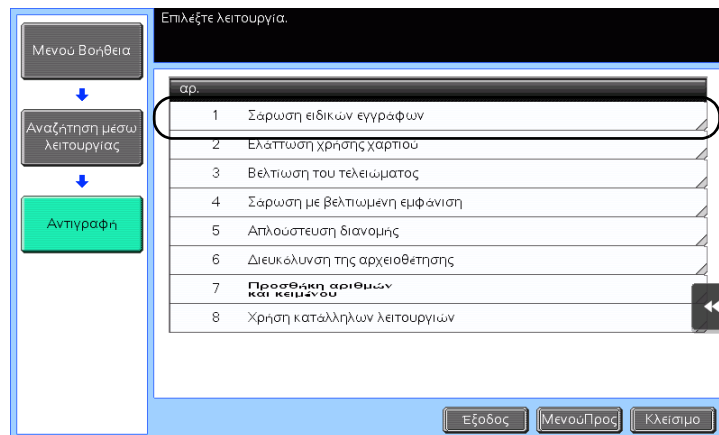 Επιλέξτε λειτουργία.
Μενού Βοήθεια
Αναζήτηση μέσω
λειτουργίας
Αντιγραφή
αρ.
1 Σάρωση ειδικών εγγράφων
2 Ελάττωση χρήσης χαρτιού
3 Βελτίωση του τελειώματος
4 Σάρωση με βελτιωμένη εμφάνιση
5 Απλούστευση διανομής
6 Διευκόλυνση της αρχειοθέτησης
7 Προσθήκη αριθμών
και κειμένου
8 Χρήση κατάλληλων λειτουργιών
Έξοδος ΜενούΠρος Κλείσιμο